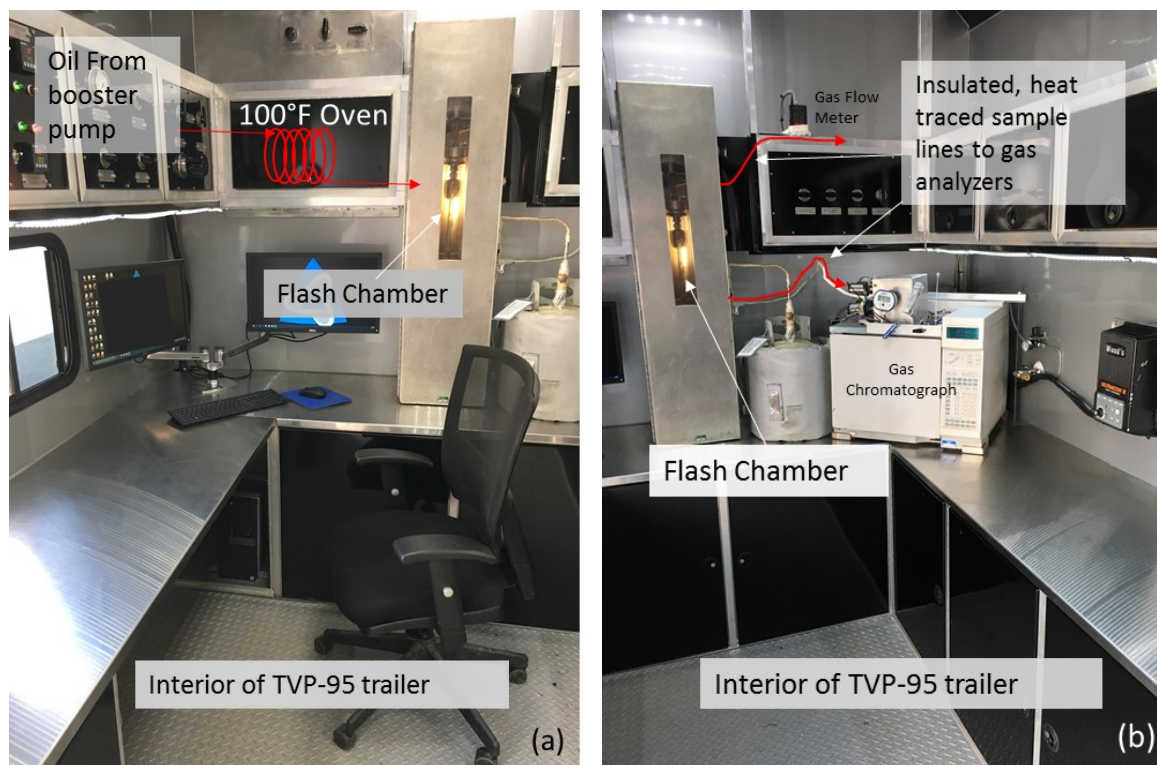 Oil From
booster
pump
100°F Oven
Flash Chamber
Interior of TVP-95 trailer
(a)
Gas Flow
Meter
Insulated, heat
traced sample
lines to gas
analyzers
Gas
Chromatograph
Flash Chamber
Wood's
Interior of TVP-95 trailer
(b)